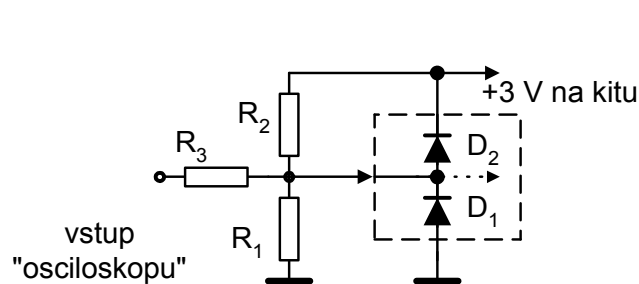 +3 V na kitu
R2
D2
R3
R1
D1
vstup
"osciloskopu"